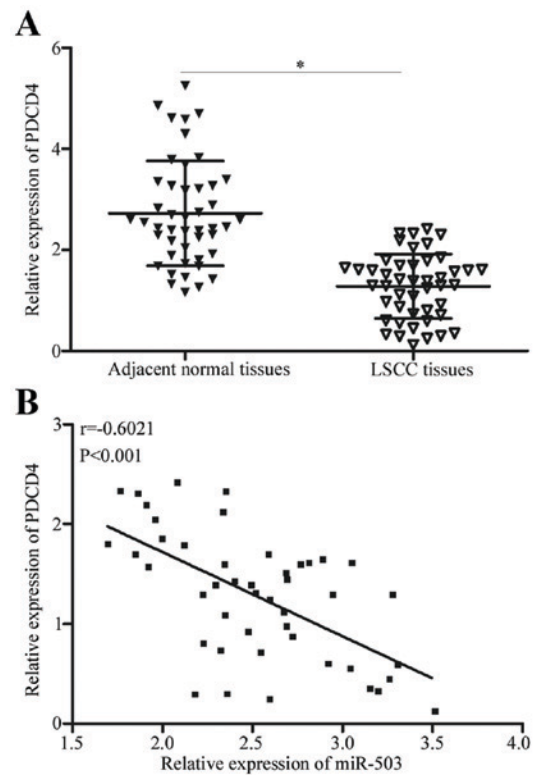 A
Relative expression of PDCD4
6
4
2
0
*
Adjacent normal tissues
LSCC tissues
B
Relative expression of PDCD4
3
2
1
0
r=-0.6021
P<0.001
1.5 2.0 2.5 3.0 3.5 4.0
Relative expression of miR-503